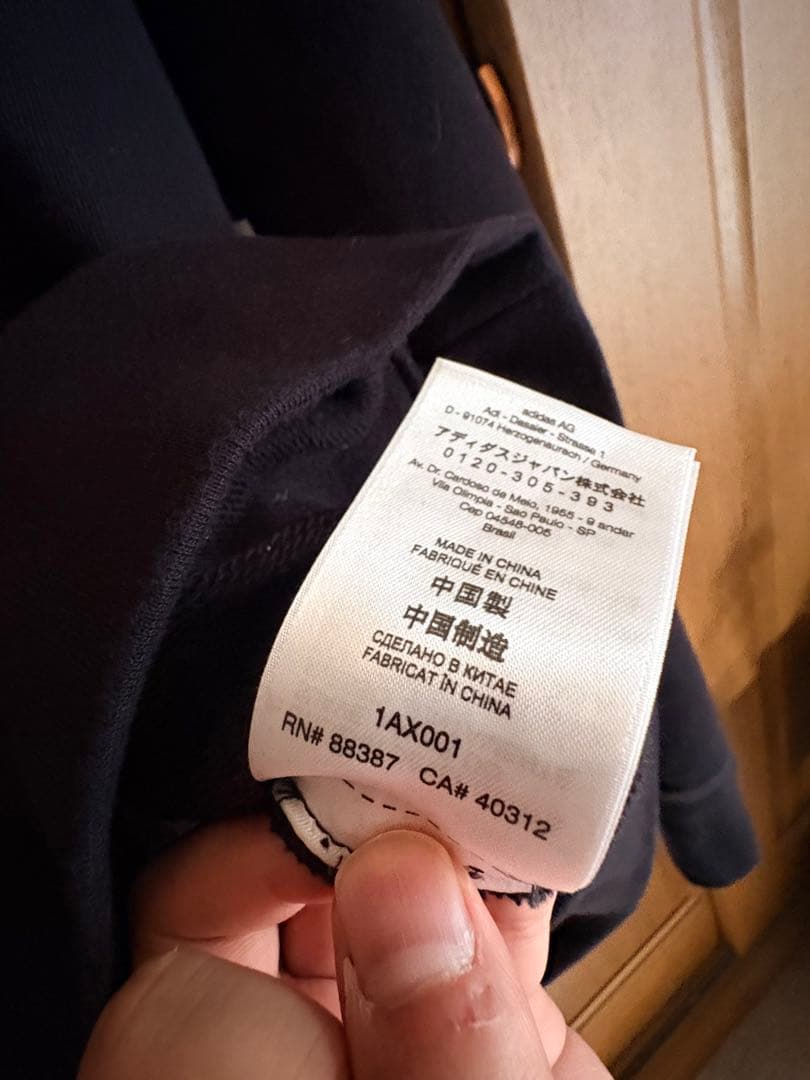 adidas AG
Adi - Dassler - Strasse 1
D - 91074 Herzogenaurach / Germany
アディダスジャパン株式会社
0120-305-393
Av. Dr. Cardoso de Melo, 1955 - 9 andar
Vila Olimpia - Sao Paulo - SP
Cep 04548-005
Brasil
MADE IN CHINA
FABRIQUÉ EN CHINE
中国製
中国制造
СДЕЛАНО В КИТАЕ
FABRICAT ÎN CHINA
1AX001
RN# 88387 CA# 40312